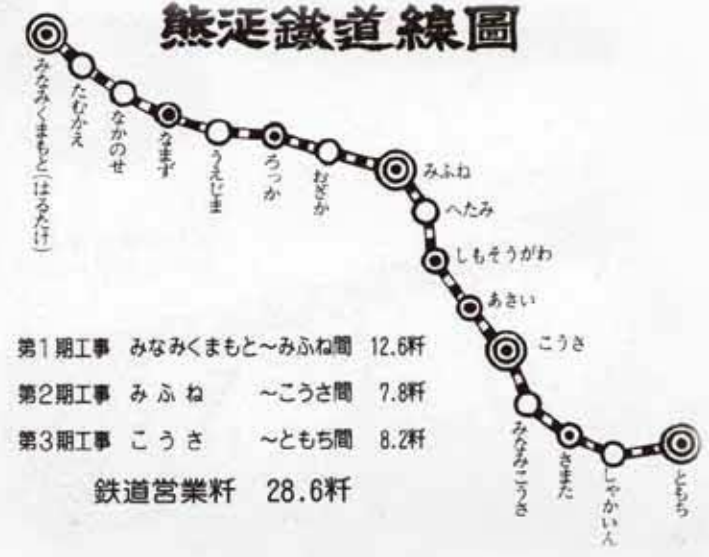 熊延鐵道線圖
みなみくまもと(はるたけ)
たむかえ
なかのせ
なまず
うえじま
ろっか
おざか
みふね
へたみ
しもそうがわ
あさい
こうさ
みなみこうさ
さまた
しゃかいん
ともち
第1期工事 みなみくまもと～みふね間 12.6粁
第2期工事 みふね ～こうさ間 7.8粁
第3期工事 こうさ ～ともち間 8.2粁
鉄道営業粁 28.6粁